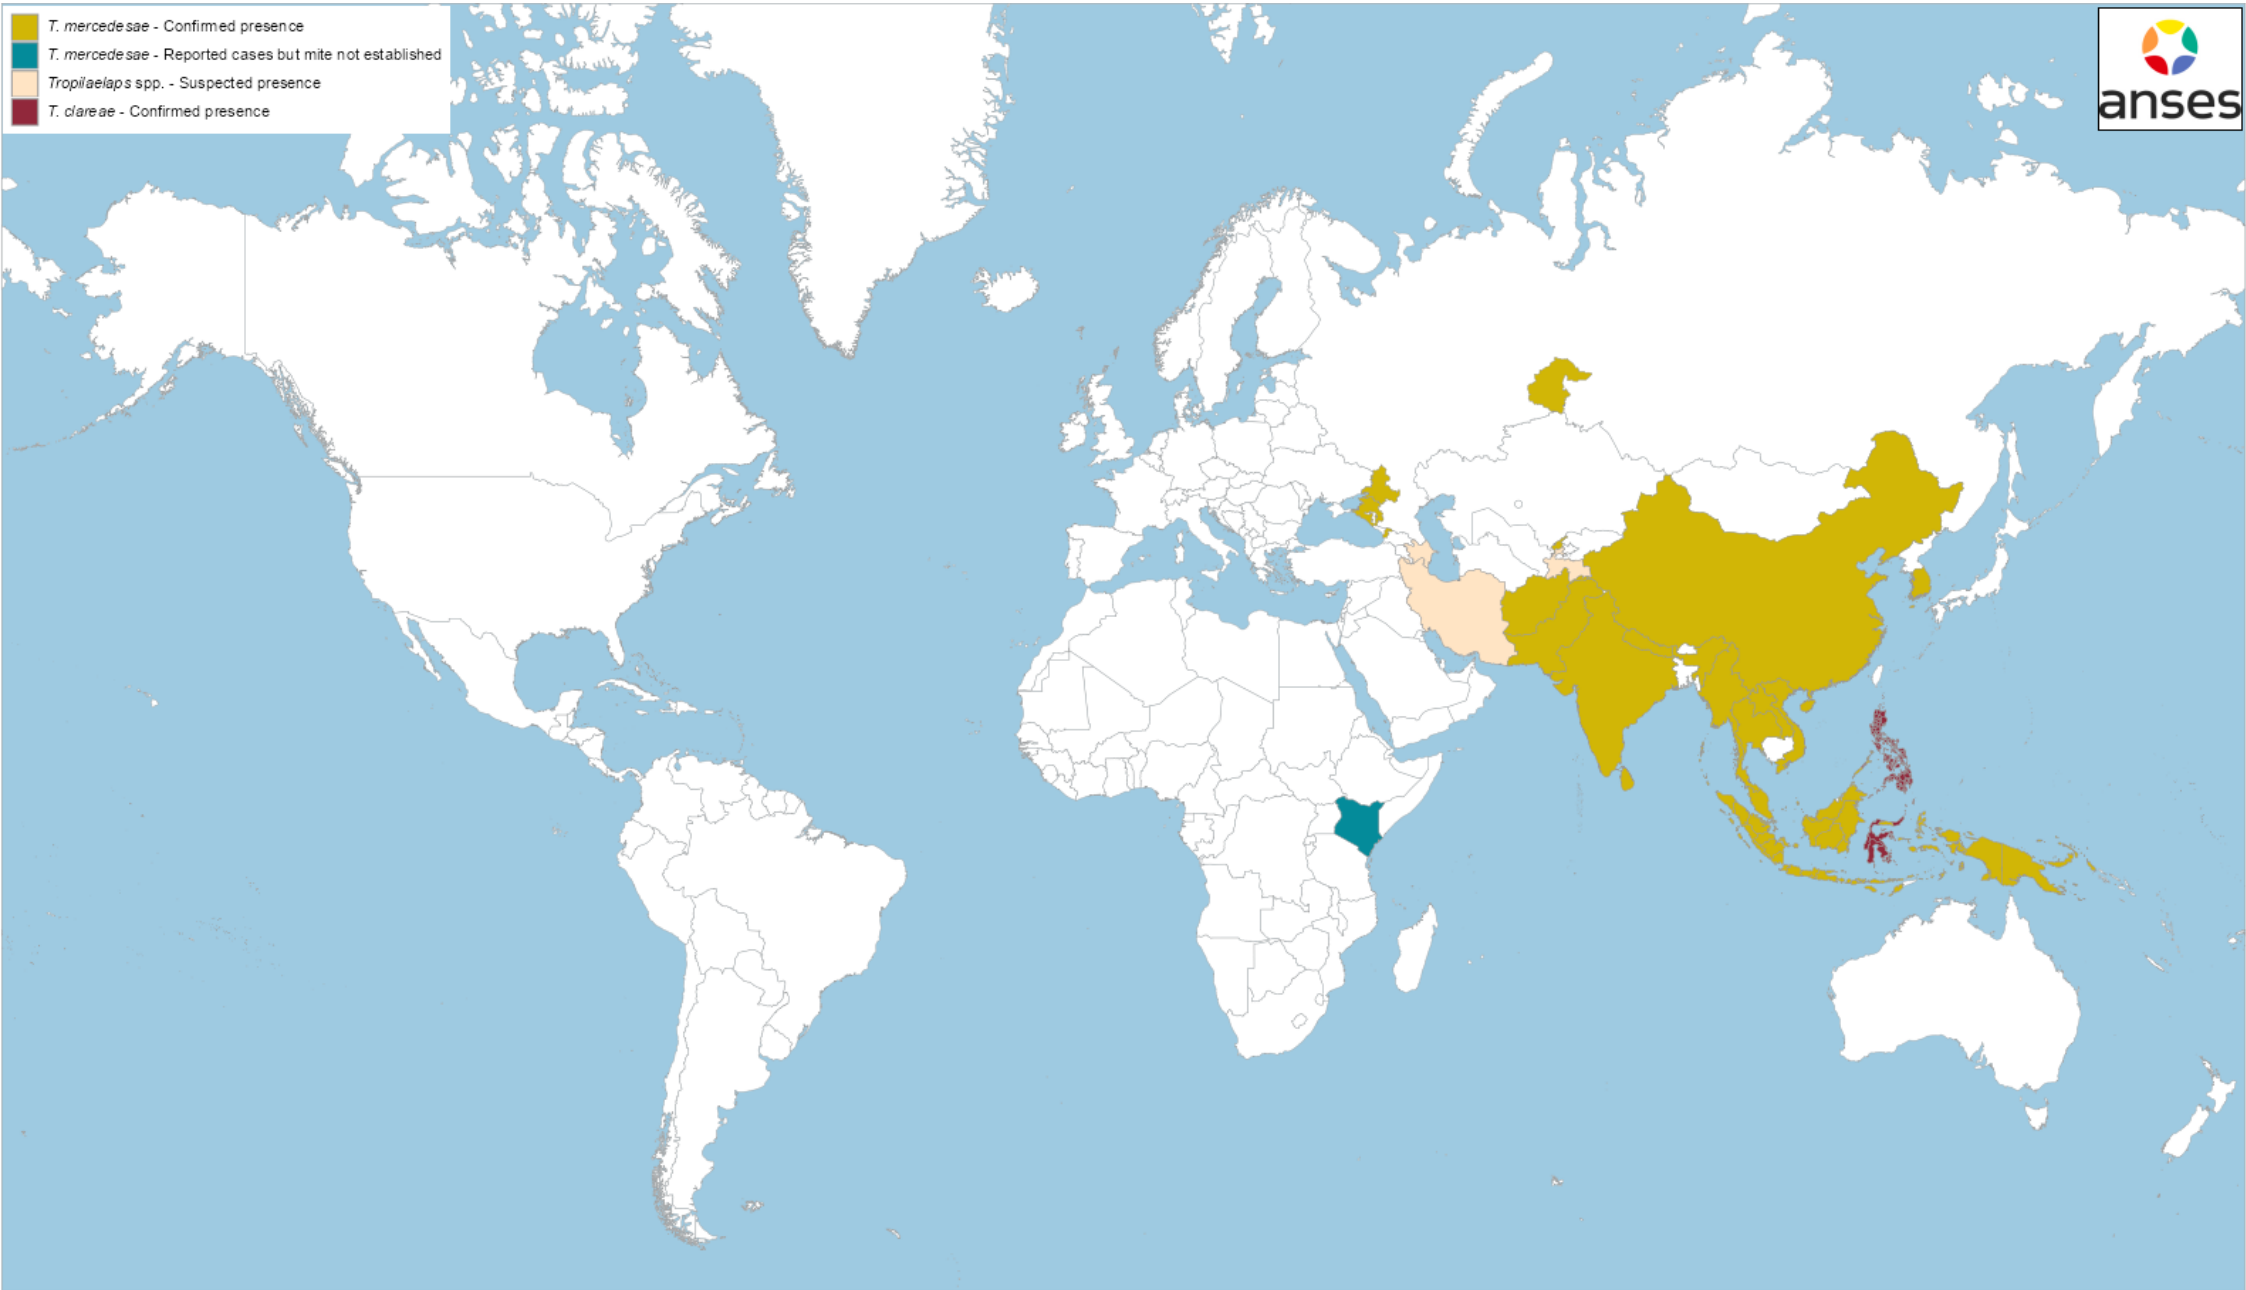 T. mercedesae - Confirmed presence
T. mercedesae - Reported cases but mite not established
Tropilaelaps spp. - Suspected presence
T. clareae - Confirmed presence
anses